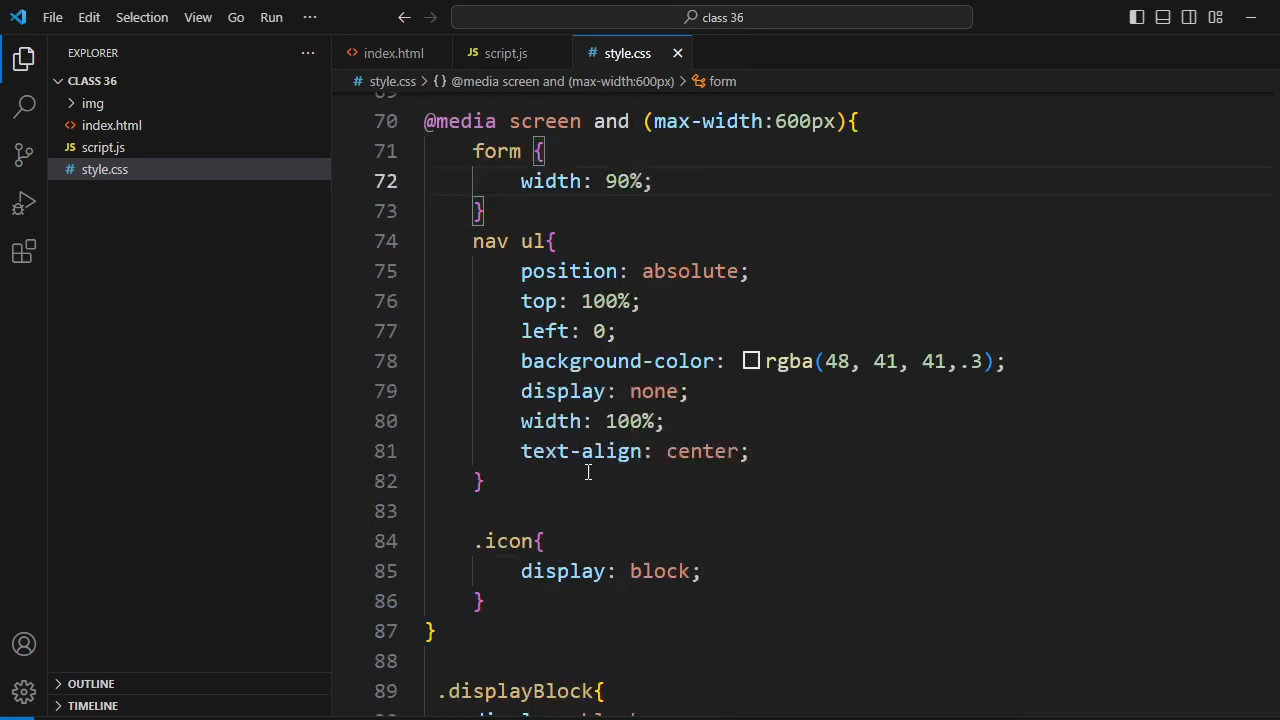 File Edit Selection View Go Run ··· class 36
EXPLORER ···
CLASS 36
img
index.html
script.js
style.css
OUTLINE
TIMELINE
index.html JS script.js # style.css
# style.css > {} @media screen and (max-width:600px) > form
70 @media screen and (max-width:600px){
71 form {
72 width: 90%;
73 }
74 nav ul{
75 position: absolute;
76 top: 100%;
77 left: 0;
78 background-color: rgba(48, 41, 41,.3);
79 display: none;
80 width: 100%;
81 text-align: center;
82 }
83
84 .icon{
85 display: block;
86 }
87 }
88
89 .displayBlock{